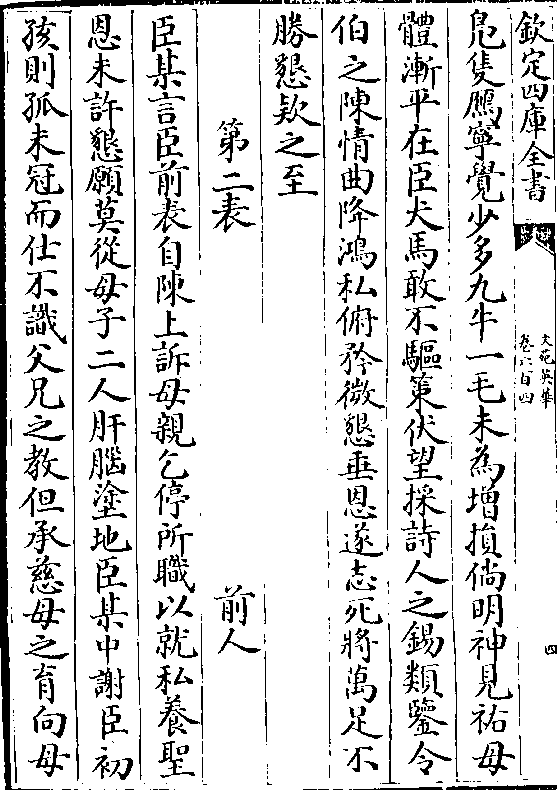 欽定四庫全書
文苑英華
卷六百四
四
鳬隻鴈寧覺少多九牛一毛未為增損倘明神見祐母
體漸平在臣犬馬敢不驅策伏望採詩人之錫類鑒令
伯之陳情曲降鴻私俯矜微懇垂恩遂志死將萬足不
勝懇欵之至
第二表　前人
臣某言臣前表自陳上訴母親乞停所職以就私養聖
恩未許懇願莫從母子二人肝腦塗地臣某中謝臣初
孩則孤未冠而仕不識父兄之教但承慈母之育向母